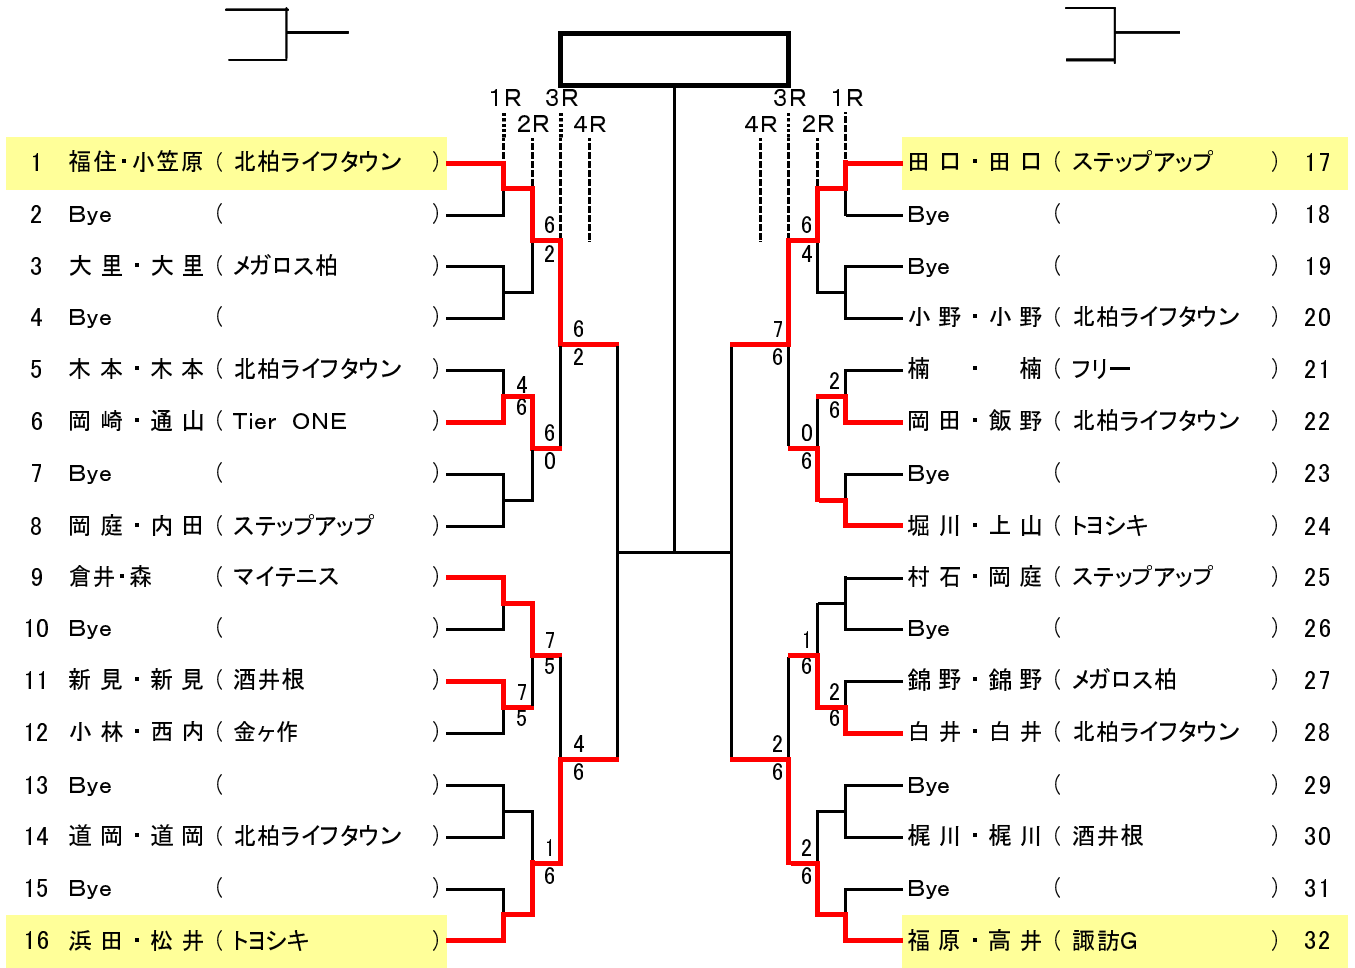 1R 3R 3R 1R
2R 4R 4R 2R
1 福住・小笠原 ( 北柏ライフタウン ) 田 口 ・ 田 口 ( ステップアップ ) 17
2 Bye ( ) Bye ( ) 18
6 6
2 4
3 大 里 ・ 大 里 ( メガロス柏 ) Bye ( ) 19
4 Bye ( ) 小 野 ・ 小 野 ( 北柏ライフタウン ) 20
6 7
2 6
5 木 本 ・ 木 本 ( 北柏ライフタウン ) 楠 ・ 楠 ( フリー ) 21
4 2
6 6
6 岡 崎 ・ 通 山 ( Tier ONE ) 岡 田 ・ 飯 野 ( 北柏ライフタウン ) 22
6 0
0 6
7 Bye ( ) Bye ( ) 23
8 岡 庭 ・ 内 田 ( ステップアップ ) 堀 川 ・ 上 山 ( トヨシキ ) 24
9 倉井・森 ( マイテニス ) 村 石 ・ 岡 庭 ( ステップアップ ) 25
10 Bye ( ) Bye ( ) 26
7 1
5 6
11 新 見 ・ 新 見 ( 酒井根 ) 錦 野 ・ 錦 野 ( メガロス柏 ) 27
7 2
5 6
12 小 林 ・ 西 内 ( 金ヶ作 ) 白 井 ・ 白 井 ( 北柏ライフタウン ) 28
4 2
6 6
13 Bye ( ) Bye ( ) 29
14 道 岡 ・ 道 岡 ( 北柏ライフタウン ) 梶 川 ・ 梶 川 ( 酒井根 ) 30
1 2
6 6
15 Bye ( ) Bye ( ) 31
16 浜 田 ・ 松 井 ( トヨシキ ) 福 原 ・ 高 井 ( 諏訪G ) 32